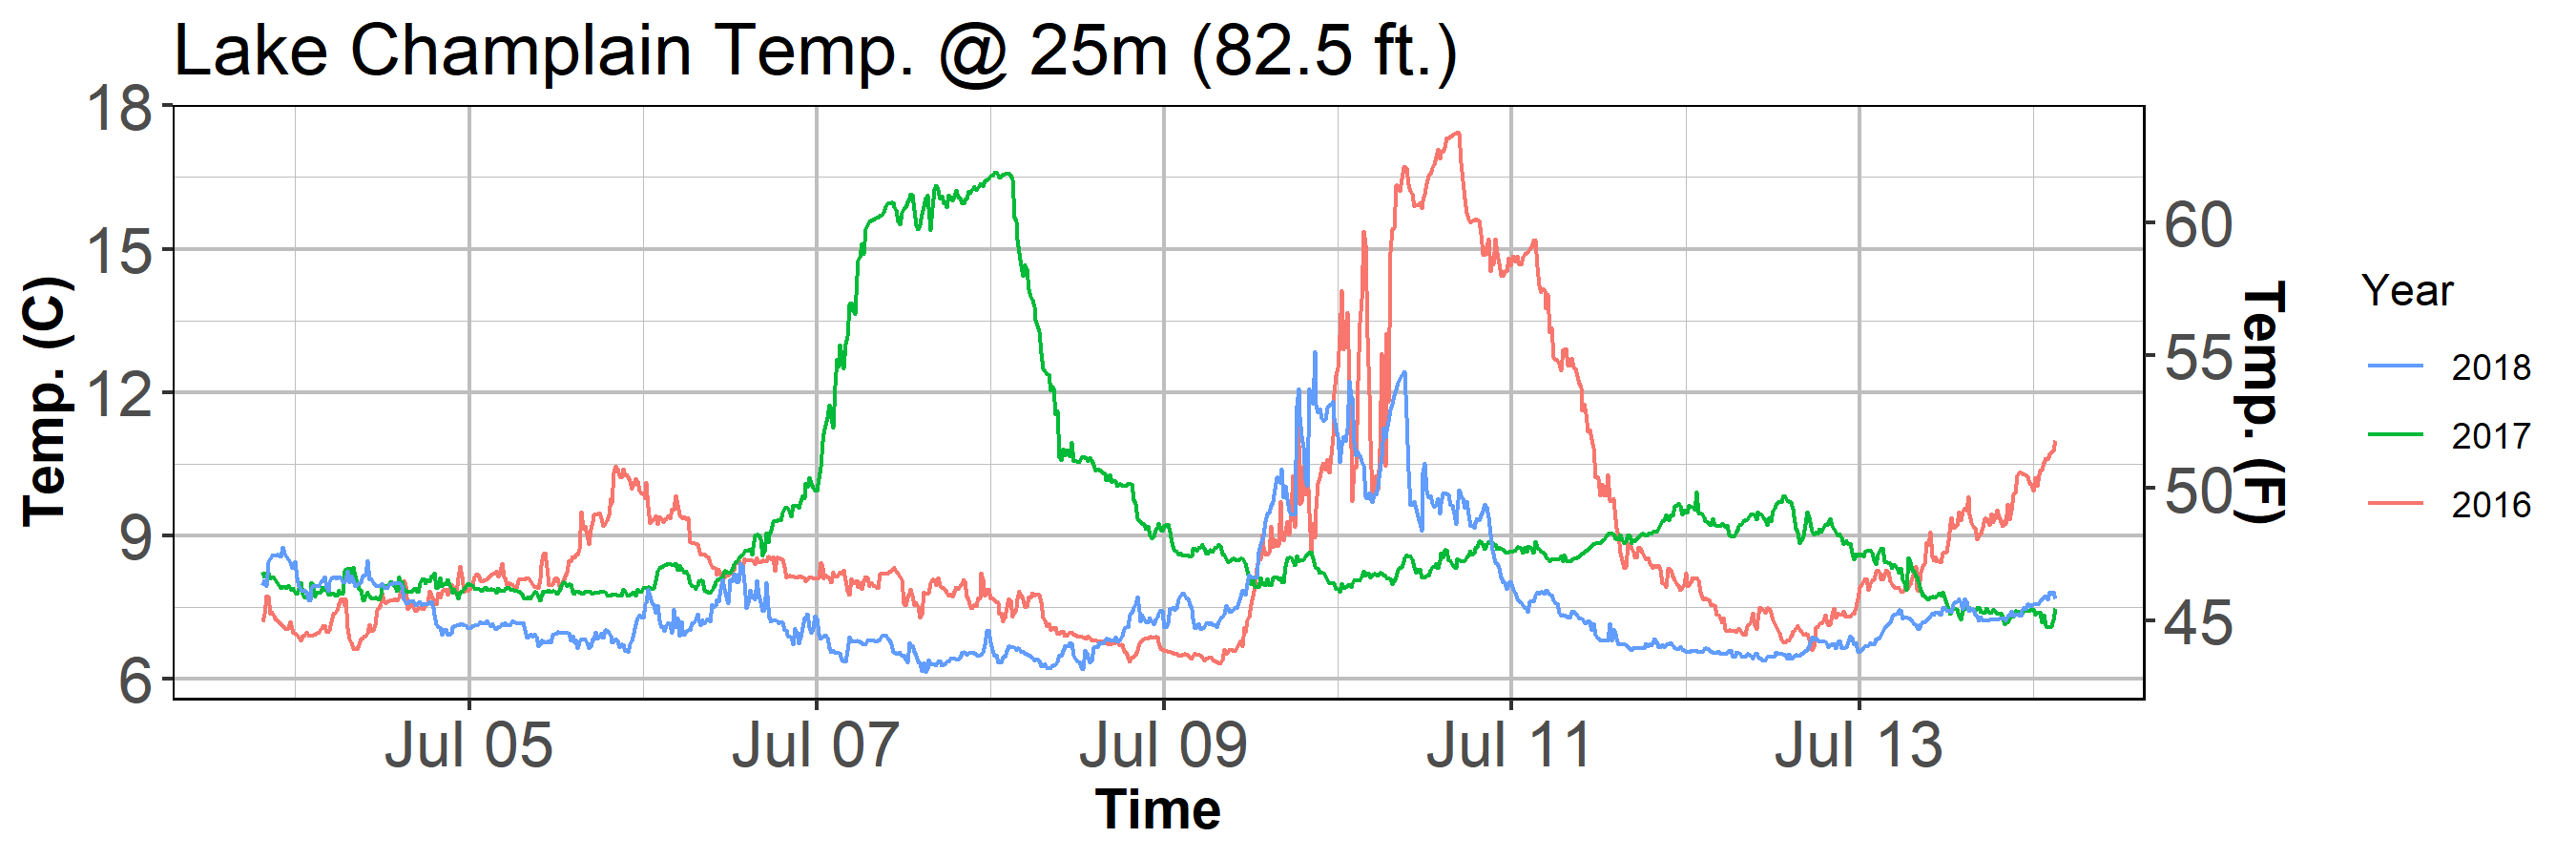 Lake Champlain Temp. @ 25m (82.5 ft.)
18
15
12
9
6
Temp. (C)
60
55
50
45
Temp. (F)
Jul 05 Jul 07 Jul 09 Jul 11 Jul 13
Time
Year
2018
2017
2016